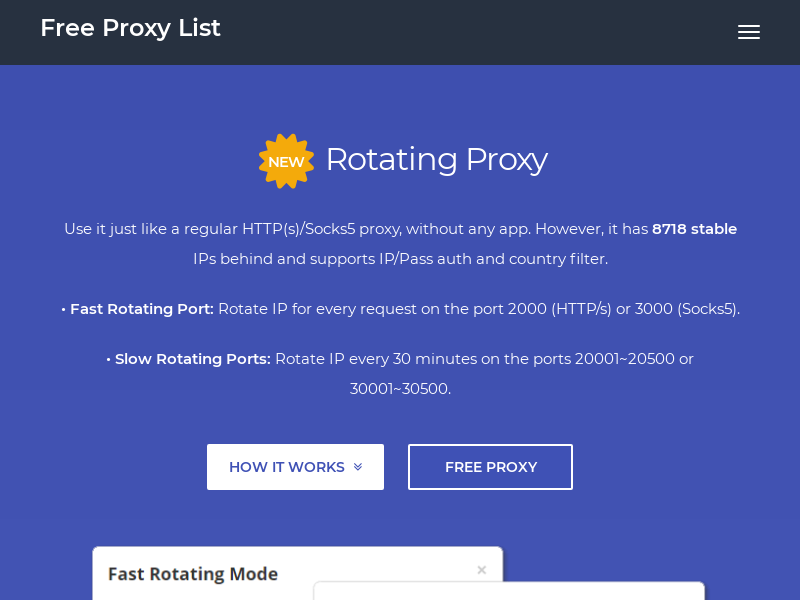 Free Proxy List
NEW Rotating Proxy
Use it just like a regular HTTP(s)/Socks5 proxy, without any app. However, it has 8718 stable
IPs behind and supports IP/Pass auth and country filter.
• Fast Rotating Port: Rotate IP for every request on the port 2000 (HTTP/s) or 3000 (Socks5).
• Slow Rotating Ports: Rotate IP every 30 minutes on the ports 20001~20500 or
30001~30500.
HOW IT WORKS
FREE PROXY
Fast Rotating Mode ×